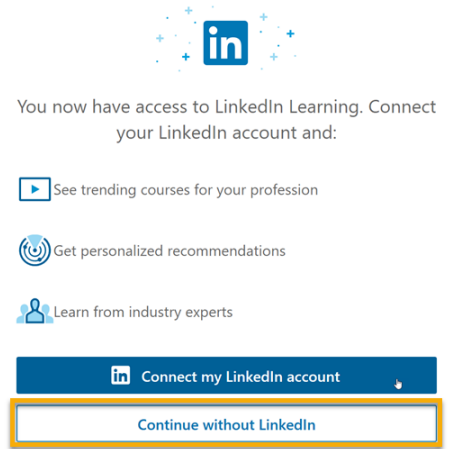 in
You now have access to LinkedIn Learning. Connect
your LinkedIn account and:
See trending courses for your profession
Get personalized recommendations
Learn from industry experts
in Connect my LinkedIn account
Continue without LinkedIn